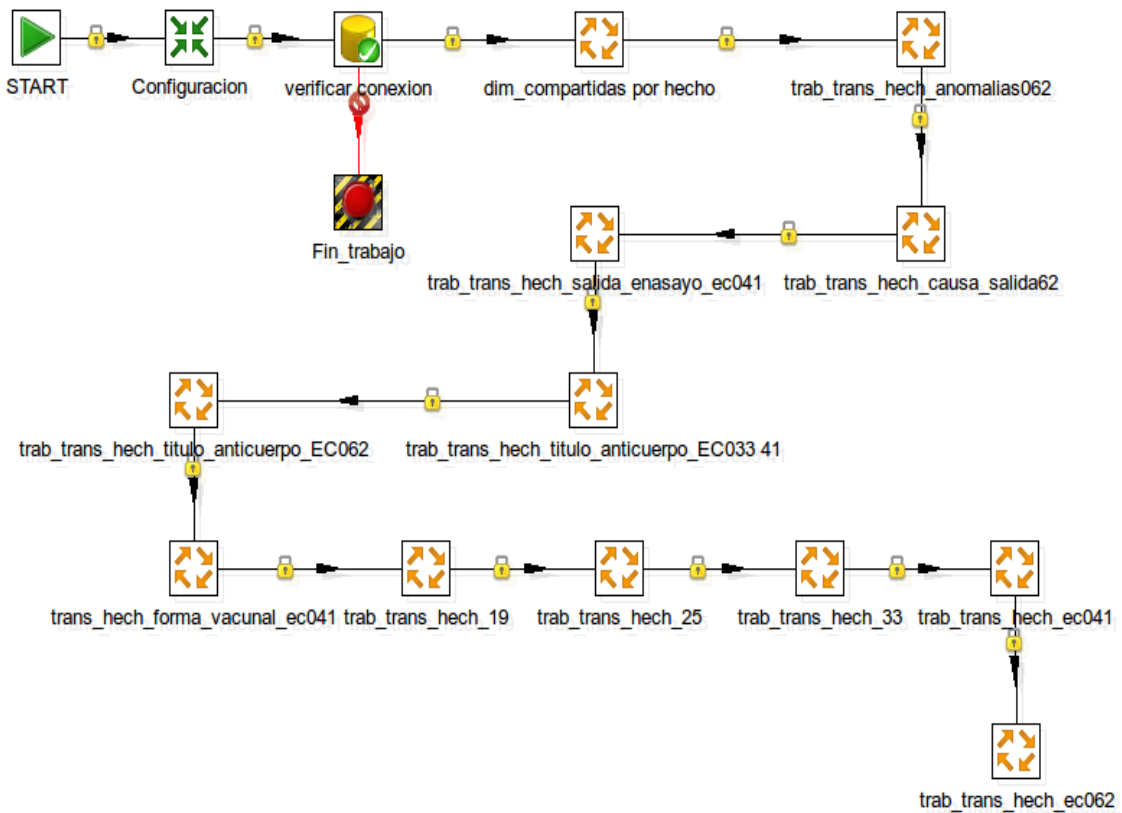 START
Configuracion
verificar conexion
dim_compartidas por hecho
trab_trans_hech_anomalias062
Fin_trabajo
trab_trans_hech_salida_enasayo_ec041
trab_trans_hech_causa_salida62
trab_trans_hech_titulo_anticuerpo_EC062
trab_trans_hech_titulo_anticuerpo_EC033 41
trans_hech_forma_vacunal_ec041
trab_trans_hech_19
trab_trans_hech_25
trab_trans_hech_33
trab_trans_hech_ec041
trab_trans_hech_ec062